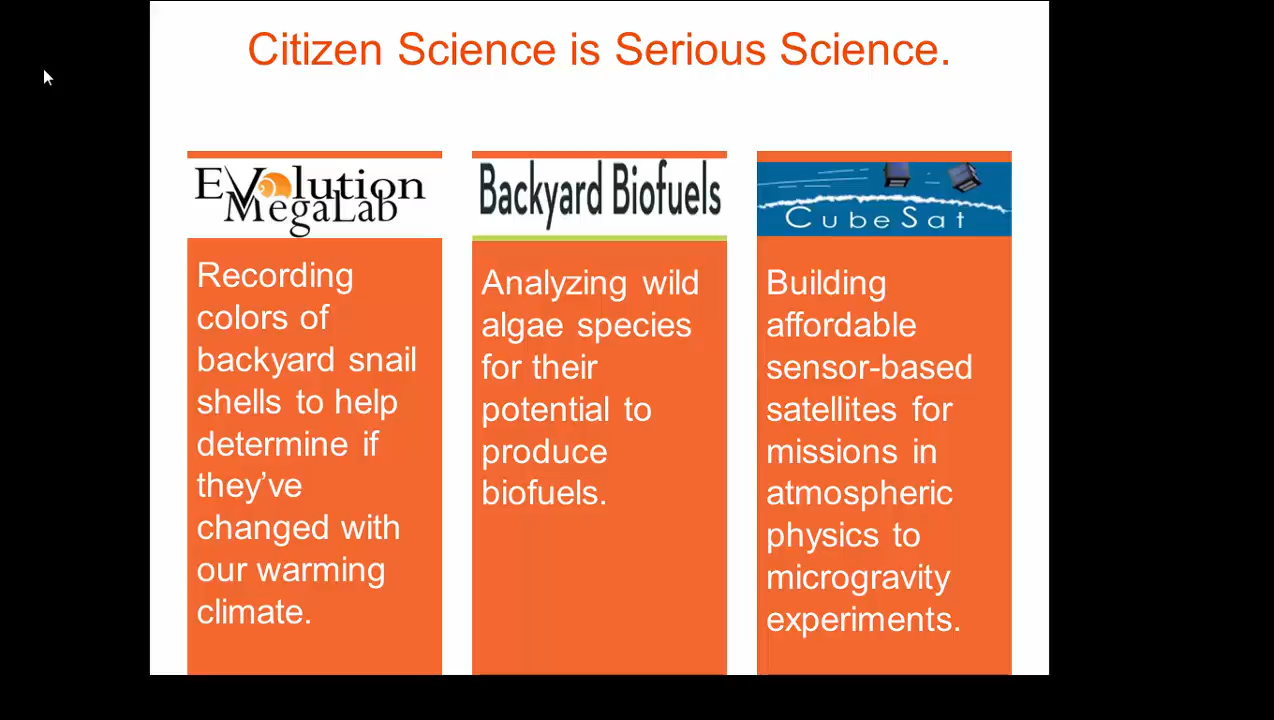 Citizen Science is Serious Science.
EVolution
MegaLab
Recording
colors of
backyard snail
shells to help
determine if
they’ve
changed with
our warming
climate.
Backyard Biofuels
Analyzing wild
algae species
for their
potential to
produce
biofuels.
CubeSat
Building
affordable
sensor-based
satellites for
missions in
atmospheric
physics to
microgravity
experiments.